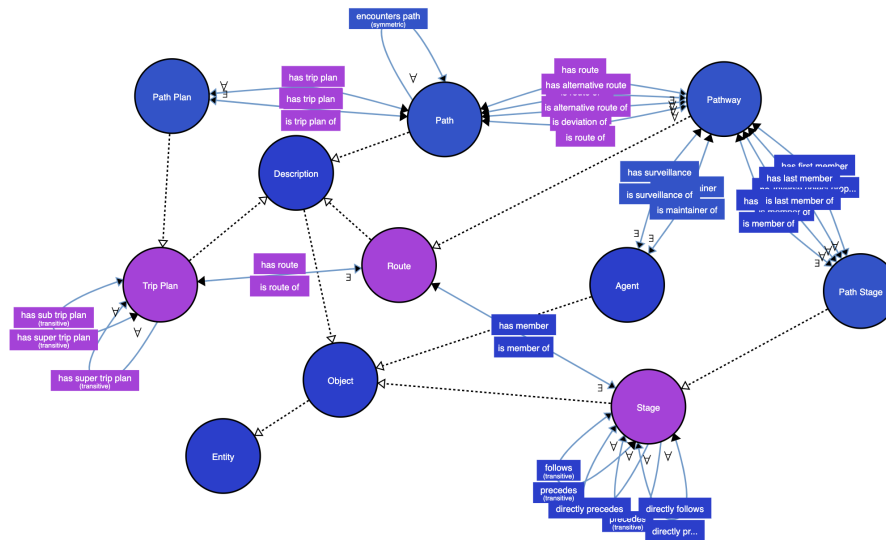 encounters path
(symmetric)
has trip plan
has trip plan
is trip plan of
Path Plan
Path
has route
has alternative route
is alternative route of
is deviation of
is route of
Pathway
Description
has surveillance
is surveillance of
is maintainer of
has first member
has last member
is last member of
is member of
is member of
Trip Plan
has route
is route of
Route
Agent
Path Stage
has sub trip plan
(transitive)
has super trip plan
(transitive)
has super trip plan
(transitive)
has member
is member of
Object
Entity
Stage
follows
(transitive)
precedes
(transitive)
directly precedes
precedes
(transitive)
directly follows
directly pr...